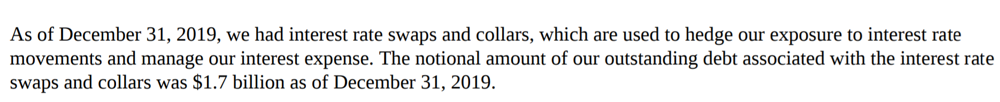 As of December 31, 2019, we had interest rate swaps and collars, which are used to hedge our exposure to interest rate
movements and manage our interest expense. The notional amount of our outstanding debt associated with the interest rate
swaps and collars was $1.7 billion as of December 31, 2019.